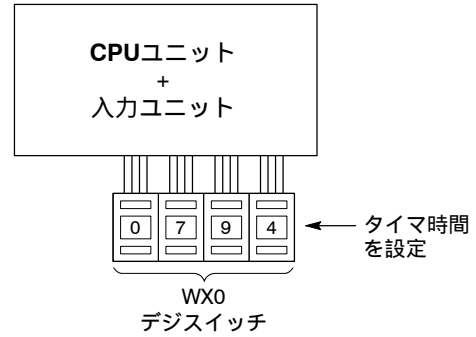 CPUユニット
+
入力ユニット
0 7 9 4
タイマ時間
を設定
WX0
デジスイッチ